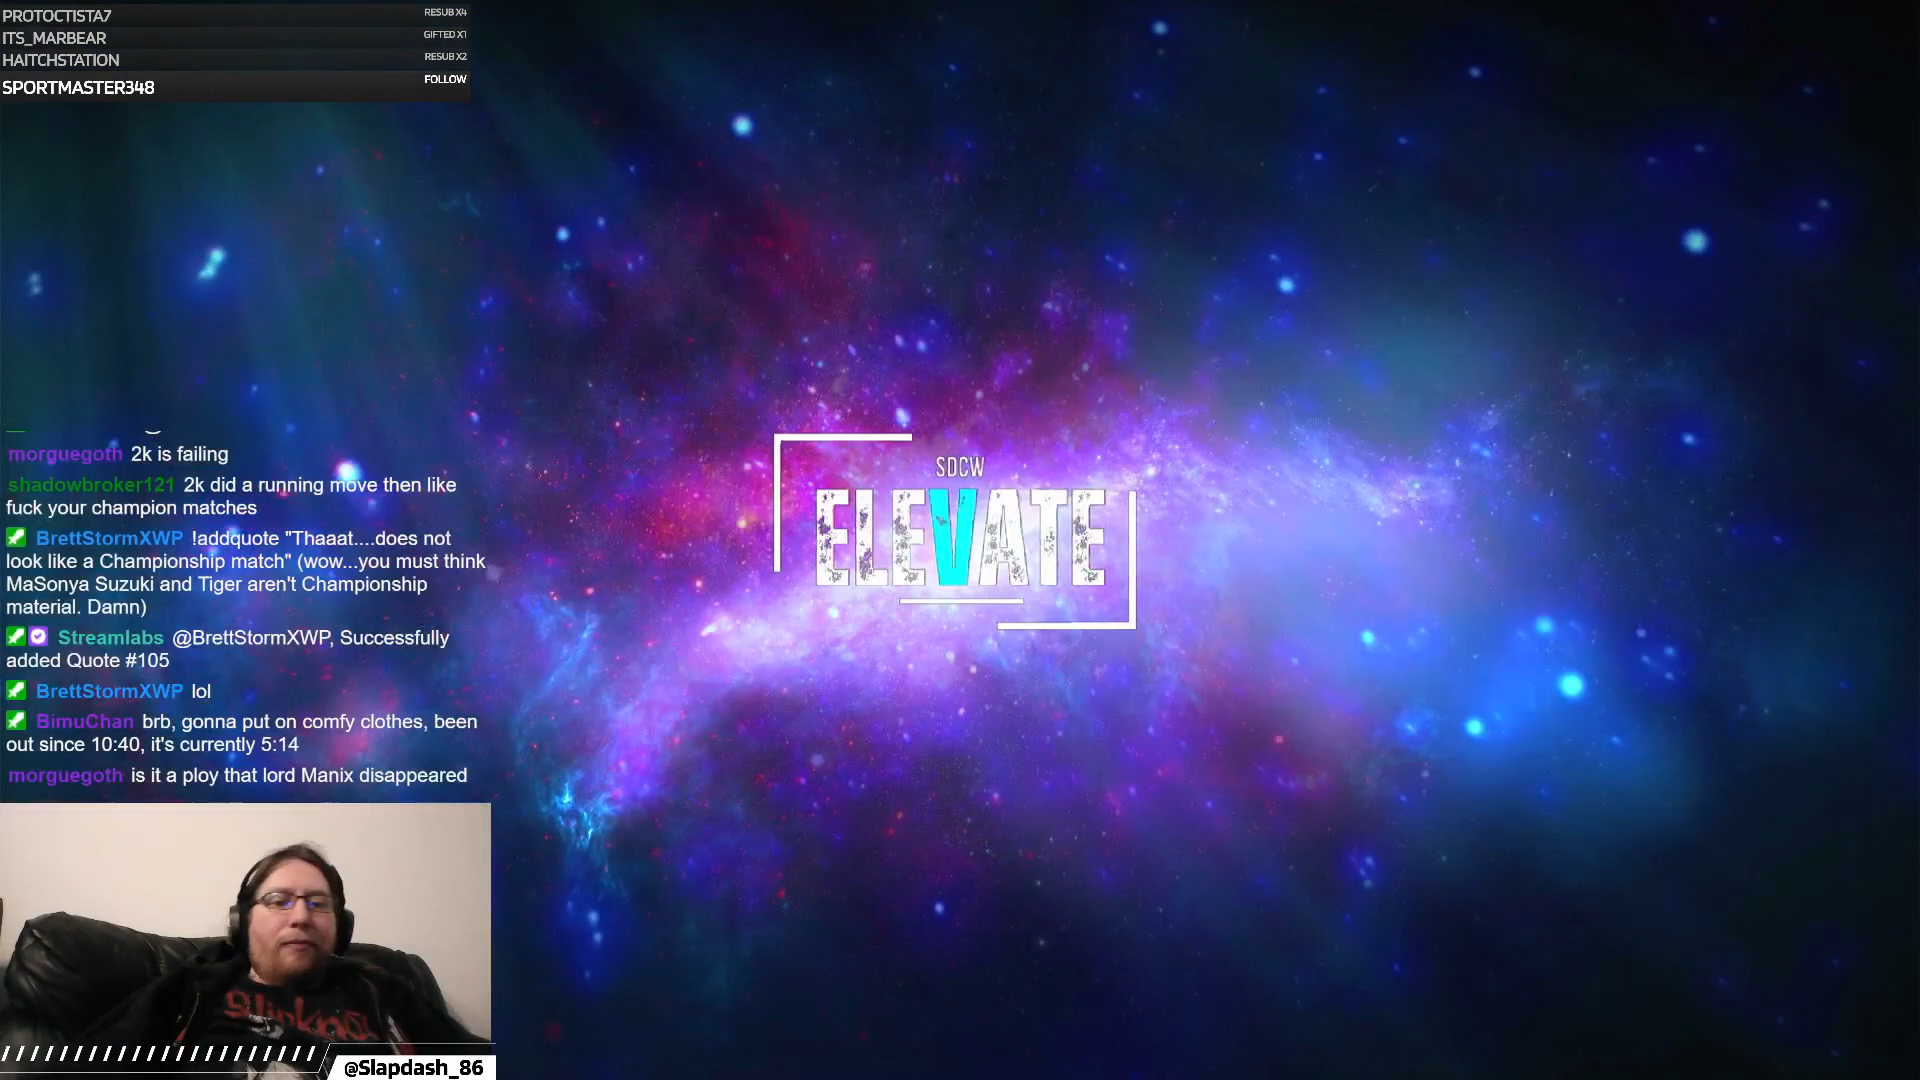 PROTOCTISTA7 RESUB X4
ITS_MARBEAR GIFTED X1
HAITCHSTATION RESUB X2
SPORTMASTER348 FOLLOW
morguegoth 2k is failing
shadowbroker121 2k did a running move then like
fuck your champion matches
BrettStormXWP !addquote "Thaaat....does not
look like a Championship match" (wow...you must think
MaSonya Suzuki and Tiger aren't Championship
material. Damn)
Streamlabs @BrettStormXWP, Successfully
added Quote #105
BrettStormXWP lol
BimuChan brb, gonna put on comfy clothes, been
out since 10:40, it's currently 5:14
morguegoth is it a ploy that lord Manix disappeared
SDCW
ELEVATE
Slipknot
@Slapdash_86